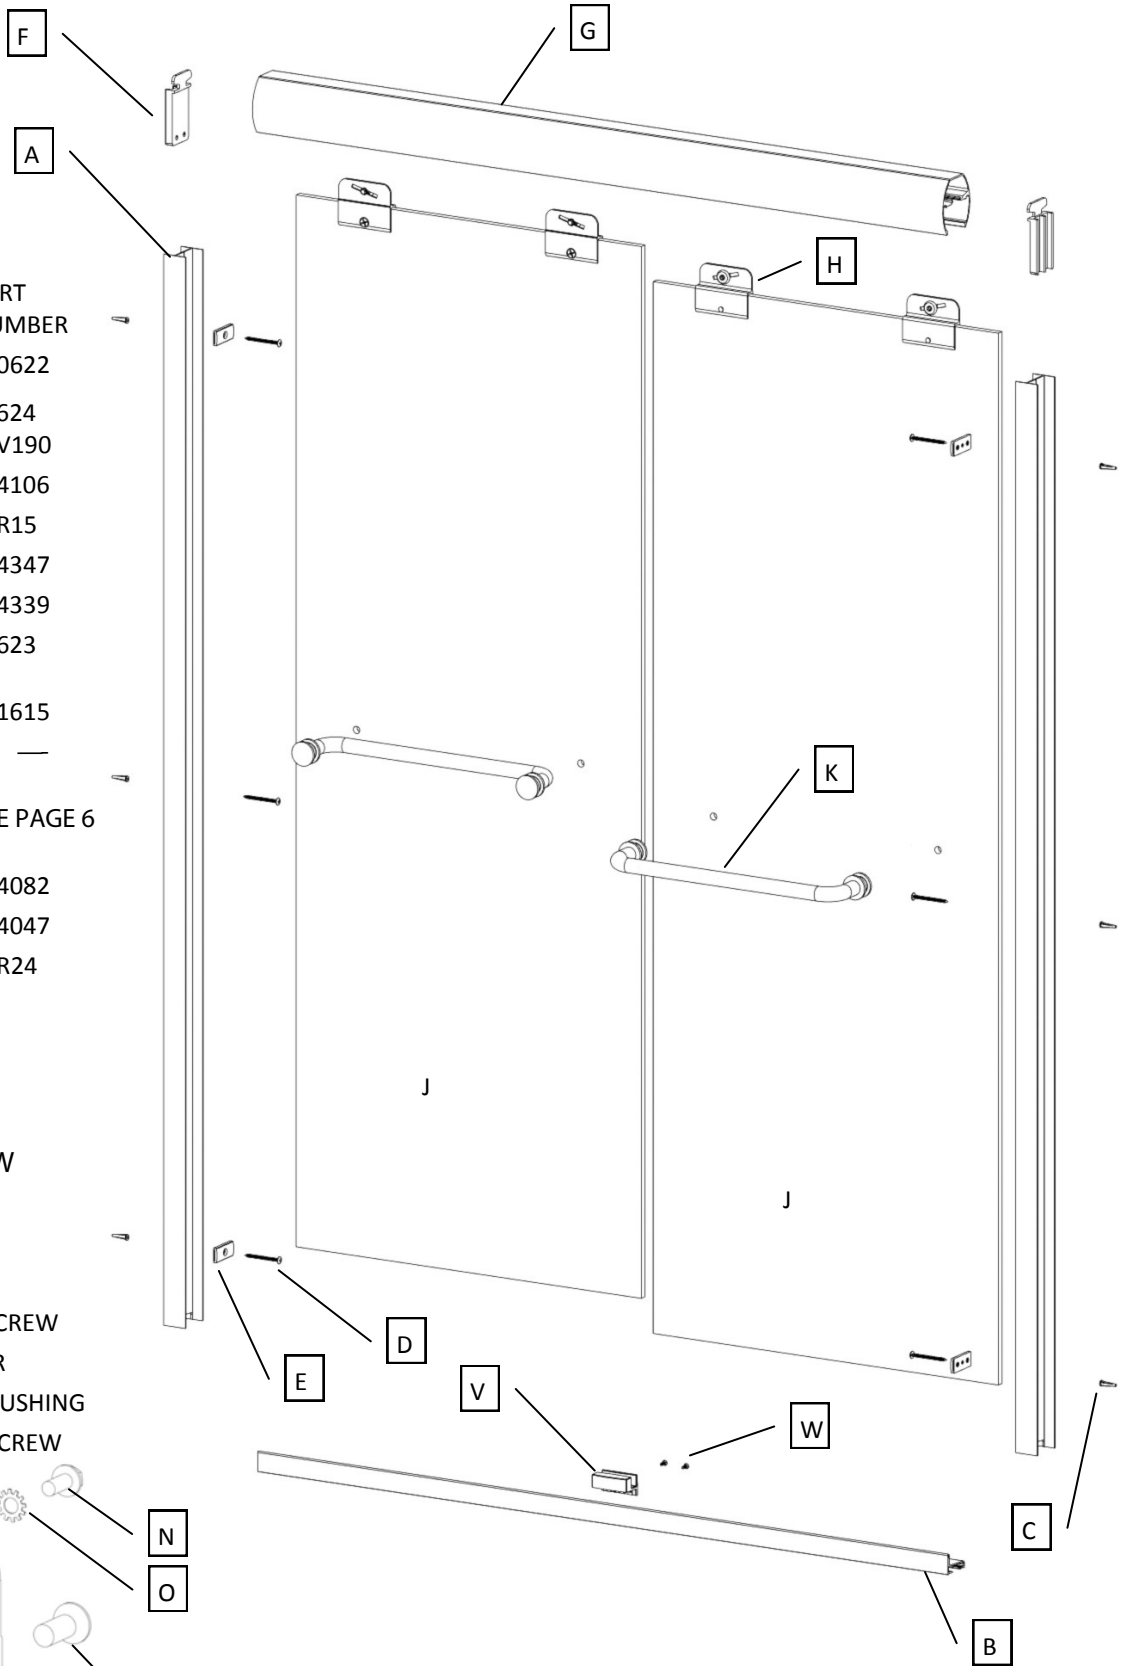 F
G
A
H
RT
UMBER
0622
624
V190
4106
R15
4347
4339
623
1615
—
E PAGE 6
4082
4047
R24
K
J
J
W
CREW
R
USHING
CREW
D
E
V
W
N
O
C
B